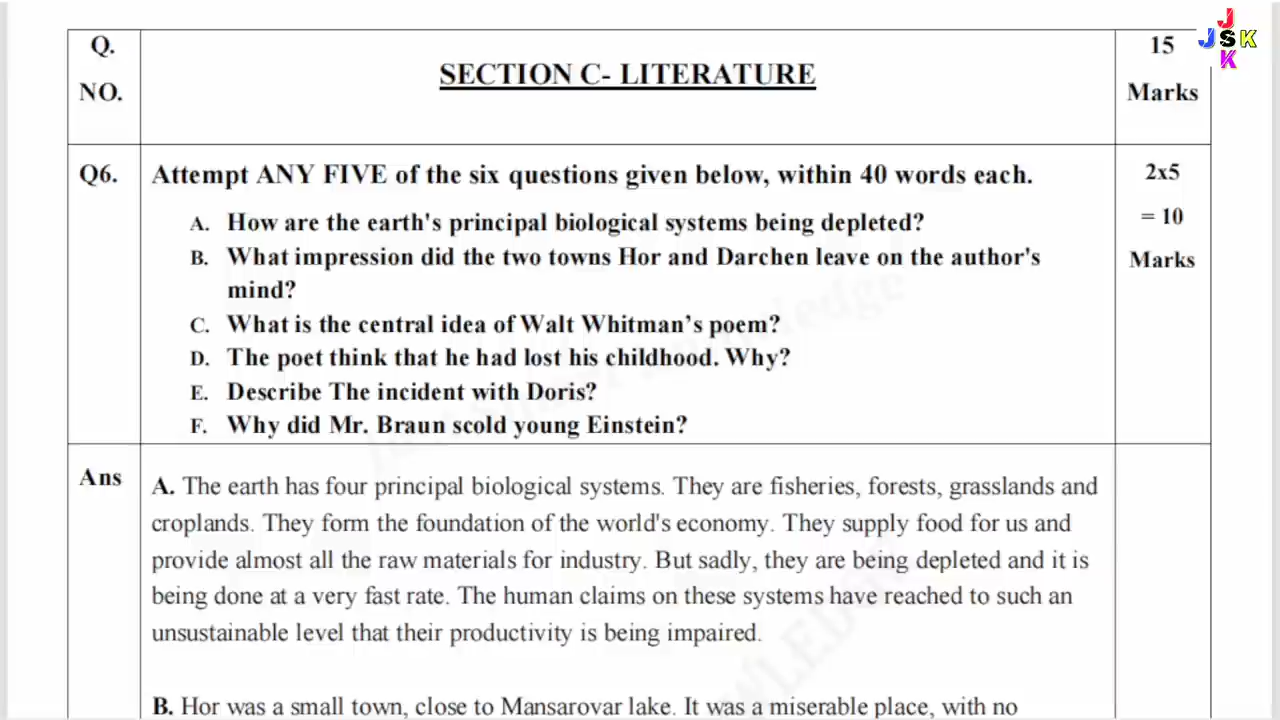 Q.
NO.
SECTION C- LITERATURE
15
Marks
J
JSK
K
Q6.
Attempt ANY FIVE of the six questions given below, within 40 words each.
A. How are the earth's principal biological systems being depleted?
B. What impression did the two towns Hor and Darchen leave on the author's
mind?
C. What is the central idea of Walt Whitman’s poem?
D. The poet think that he had lost his childhood. Why?
E. Describe The incident with Doris?
F. Why did Mr. Braun scold young Einstein?
2x5
= 10
Marks
Ans
A. The earth has four principal biological systems. They are fisheries, forests, grasslands and
croplands. They form the foundation of the world's economy. They supply food for us and
provide almost all the raw materials for industry. But sadly, they are being depleted and it is
being done at a very fast rate. The human claims on these systems have reached to such an
unsustainable level that their productivity is being impaired.
B. Hor was a small town, close to Mansarovar lake. It was a miserable place, with no